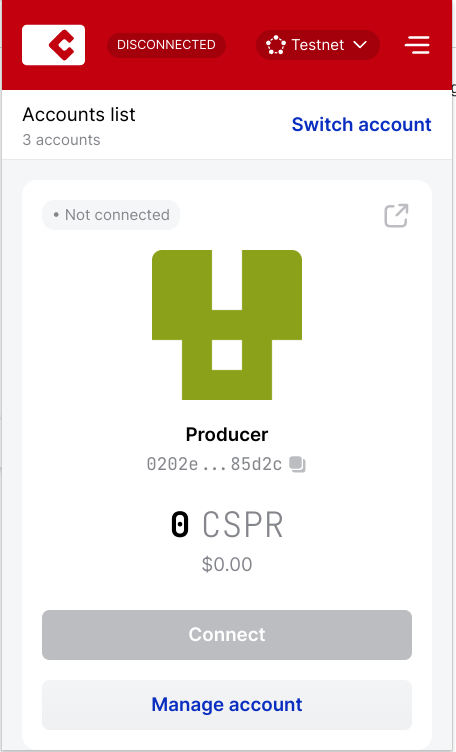 DISCONNECTED
Testnet
Accounts list
3 accounts
Switch account
• Not connected
Producer
0202e...85d2c
0 CSPR
$0.00
Connect
Manage account